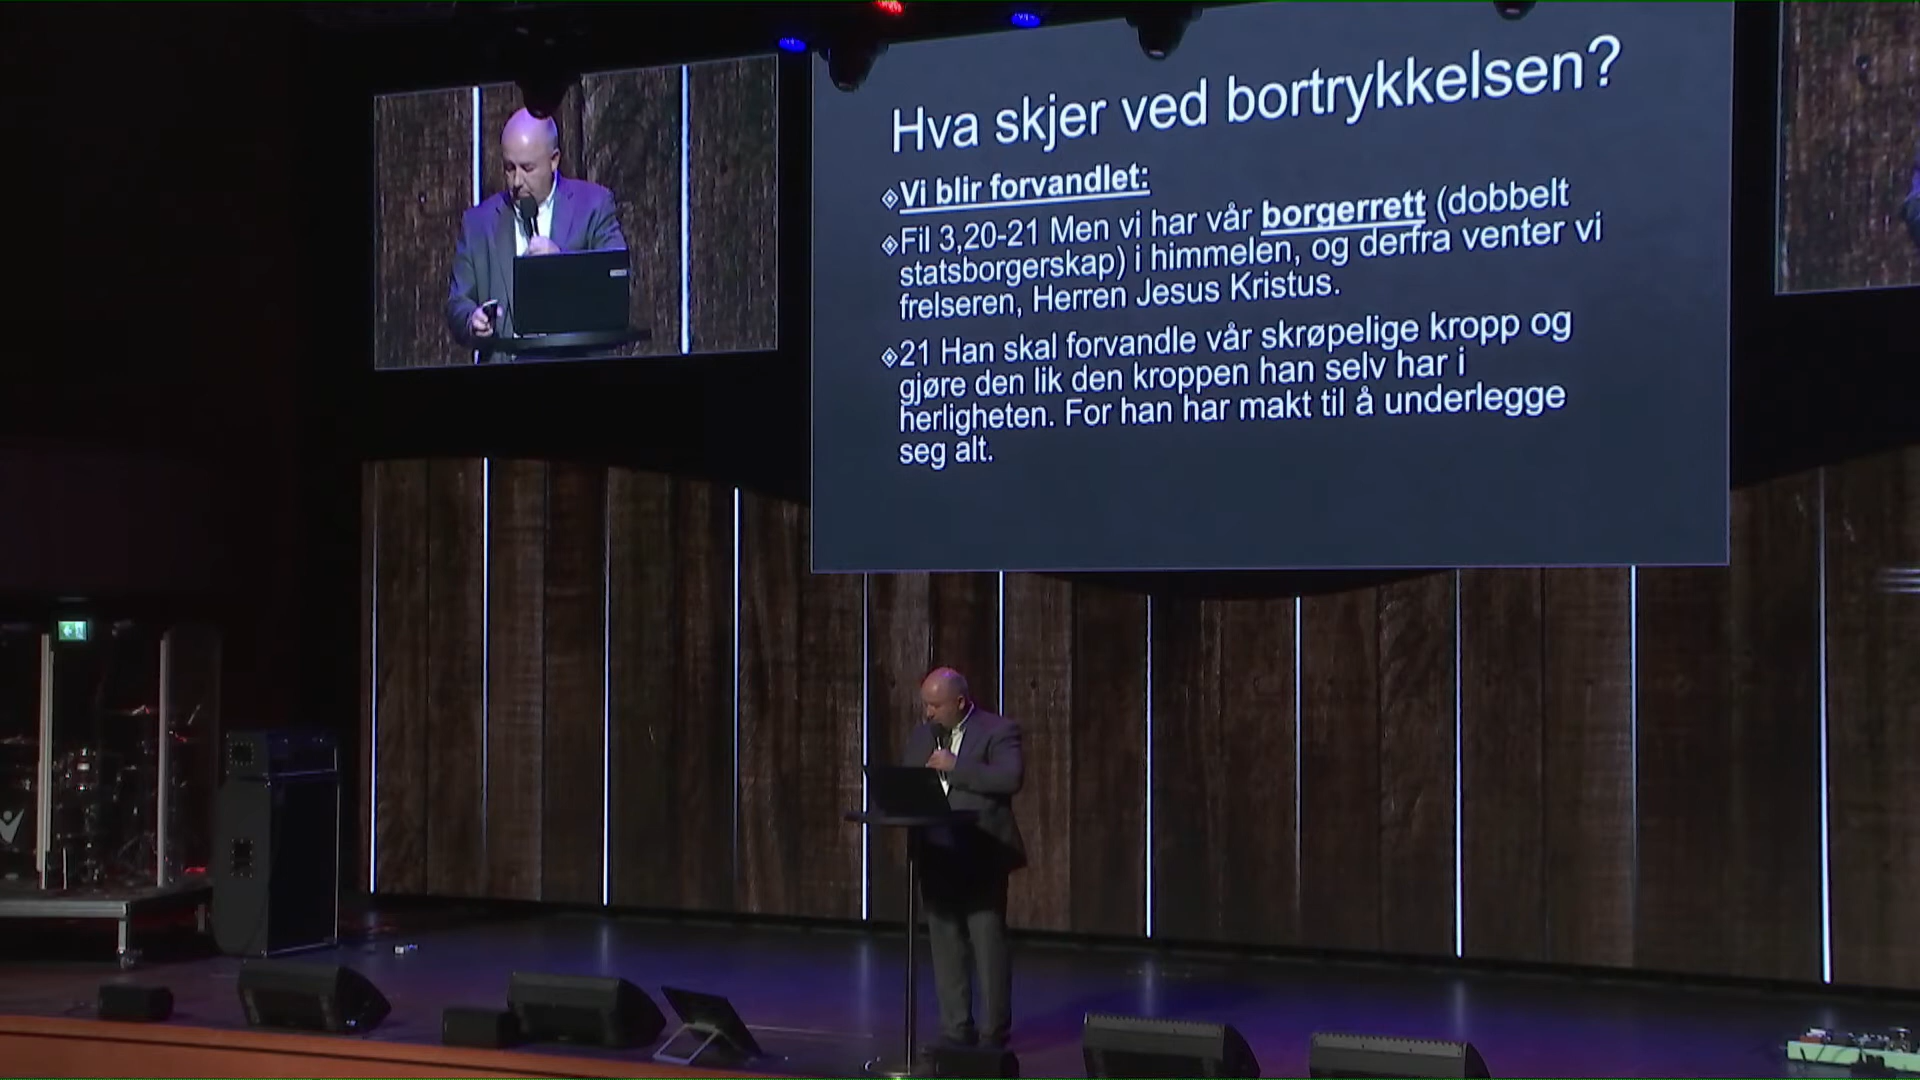 Hva skjer ved bortrykkelsen?
Vi blir forvandlet:
Fil 3,20-21 Men vi har vår borgerrett (dobbelt
statsborgerskap) i himmelen, og derfra venter vi
frelseren, Herren Jesus Kristus.
21 Han skal forvandle vår skrøpelige kropp og
gjøre den lik den kroppen han selv har i
herligheten. For han har makt til å underlegge
seg alt.